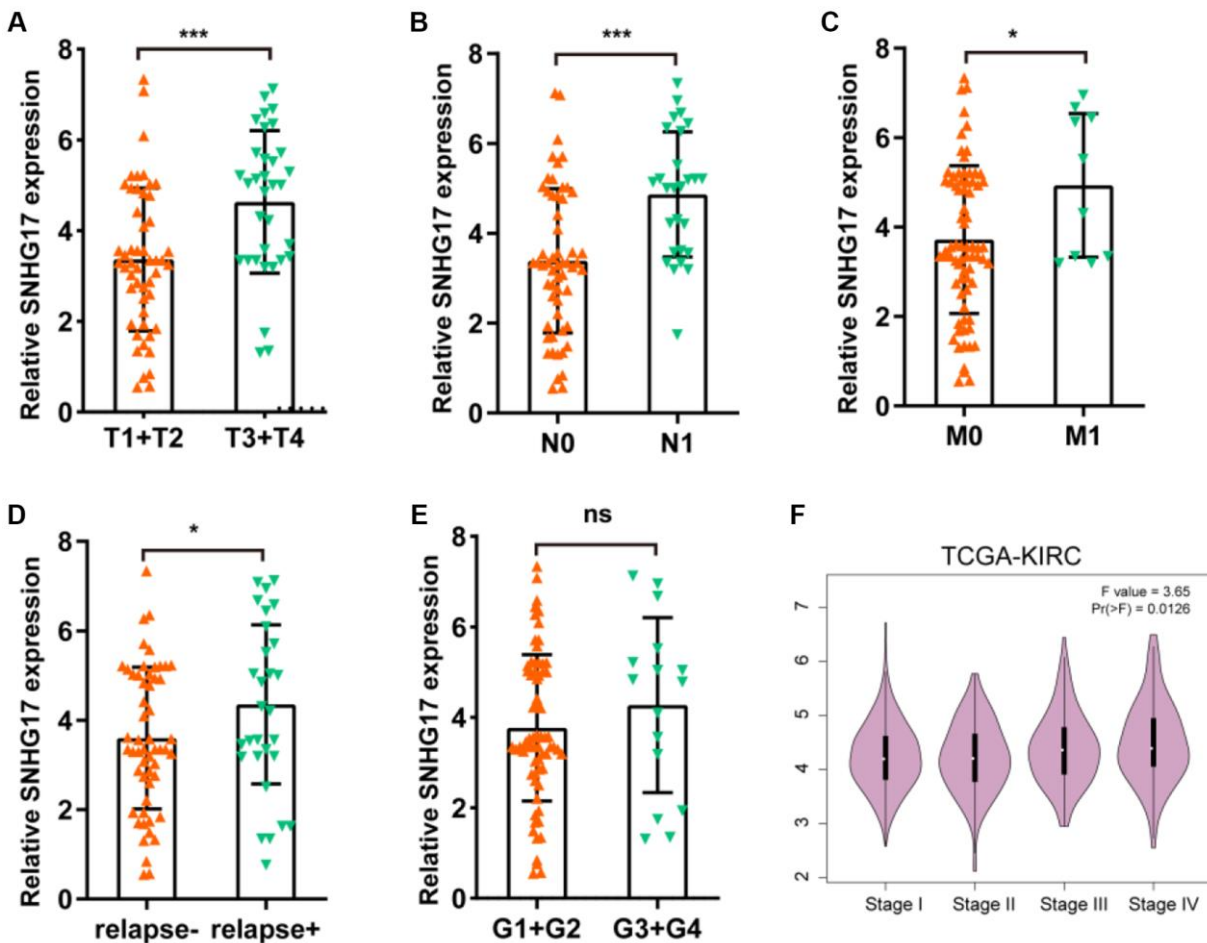 A
***
Relative SNHG17 expression
8
6
4
2
0
T1+T2 T3+T4
B
***
Relative SNHG17 expression
8
6
4
2
0
N0 N1
C
*
Relative SNHG17 expression
8
6
4
2
0
M0 M1
D
*
Relative SNHG17 expression
8
6
4
2
0
relapse- relapse+
E
ns
Relative SNHG17 expression
8
6
4
2
0
G1+G2 G3+G4
F
TCGA-KIRC
F value = 3.65
Pr(>F) = 0.0126
7
6
5
4
3
2
Stage I Stage II Stage III Stage IV